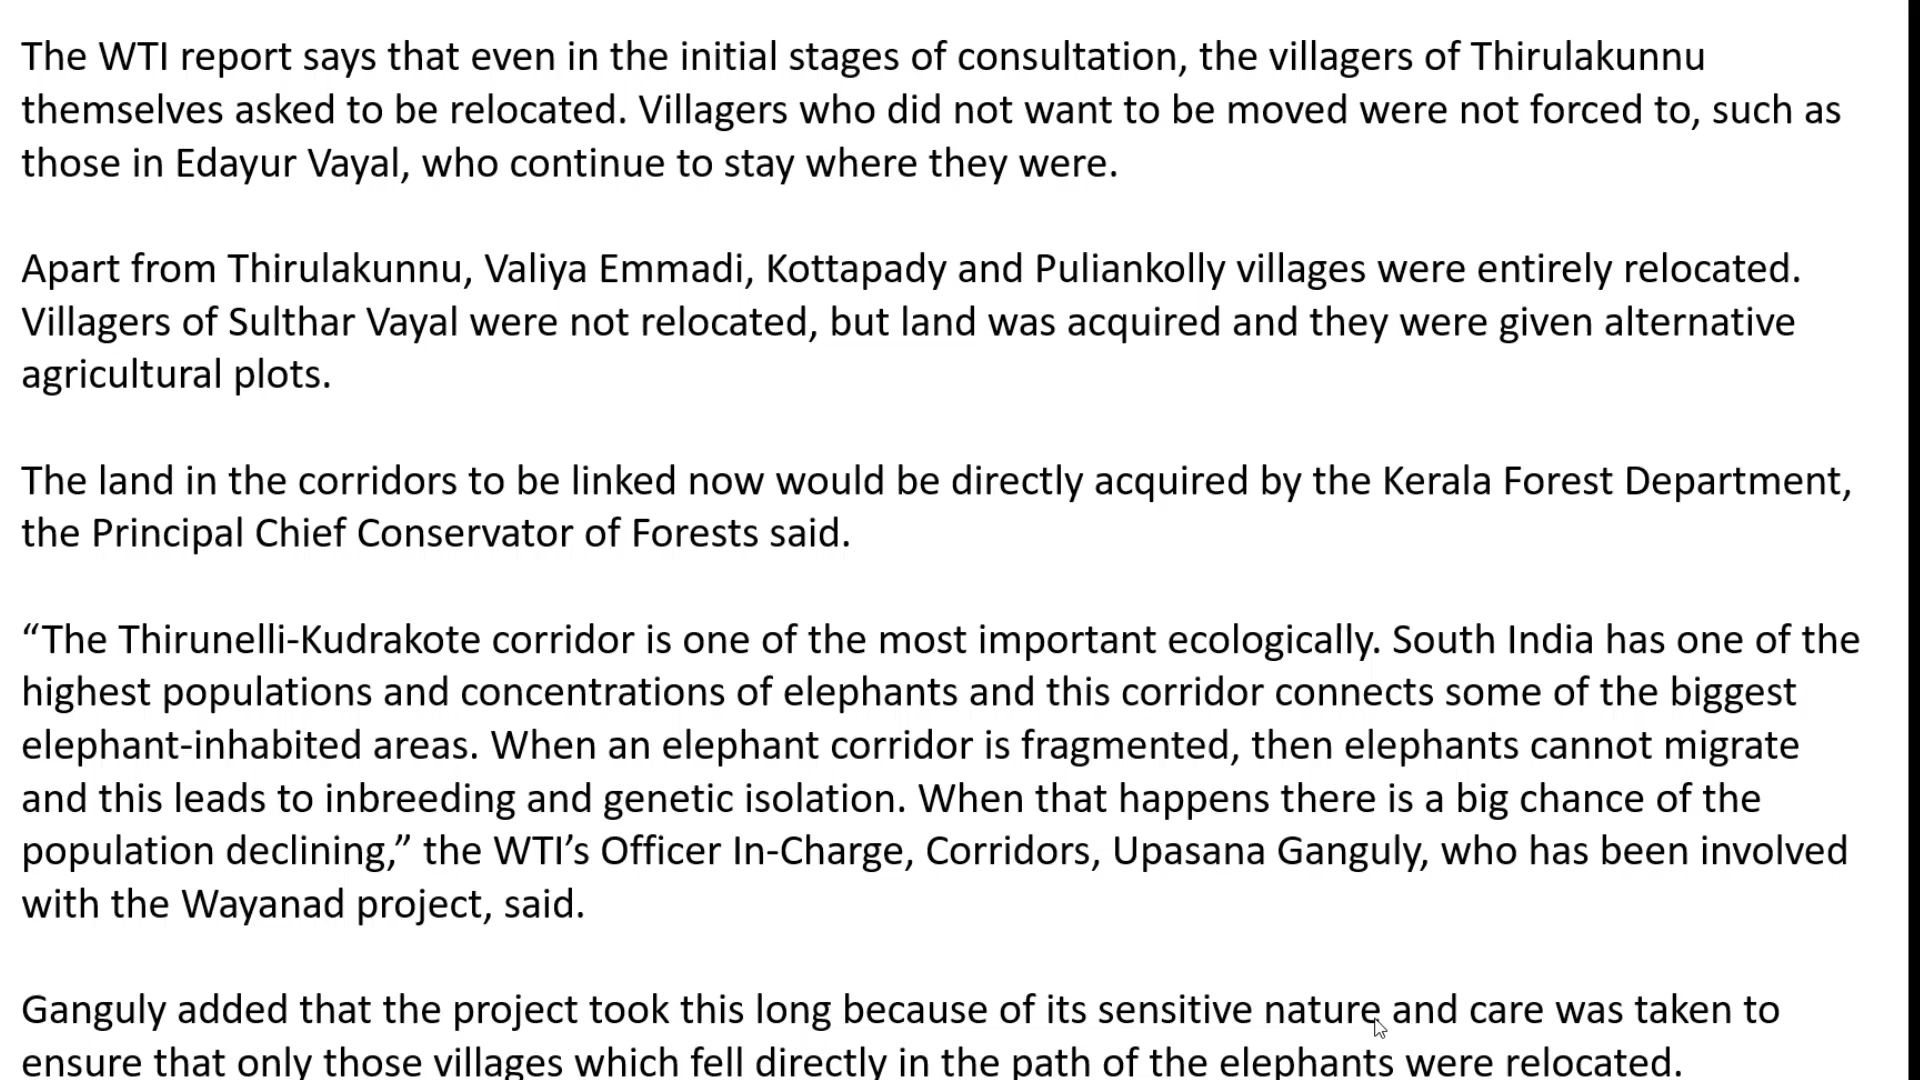 The WTI report says that even in the initial stages of consultation, the villagers of Thirulakunnu
themselves asked to be relocated. Villagers who did not want to be moved were not forced to, such as
those in Edayur Vayal, who continue to stay where they were.
Apart from Thirulakunnu, Valiya Emmadi, Kottapady and Puliankolly villages were entirely relocated.
Villagers of Sulthar Vayal were not relocated, but land was acquired and they were given alternative
agricultural plots.
The land in the corridors to be linked now would be directly acquired by the Kerala Forest Department,
the Principal Chief Conservator of Forests said.
“The Thirunelli-Kudrakote corridor is one of the most important ecologically. South India has one of the
highest populations and concentrations of elephants and this corridor connects some of the biggest
elephant-inhabited areas. When an elephant corridor is fragmented, then elephants cannot migrate
and this leads to inbreeding and genetic isolation. When that happens there is a big chance of the
population declining,” the WTI’s Officer In-Charge, Corridors, Upasana Ganguly, who has been involved
with the Wayanad project, said.
Ganguly added that the project took this long because of its sensitive nature and care was taken to
ensure that only those villages which fell directly in the path of the elephants were relocated.